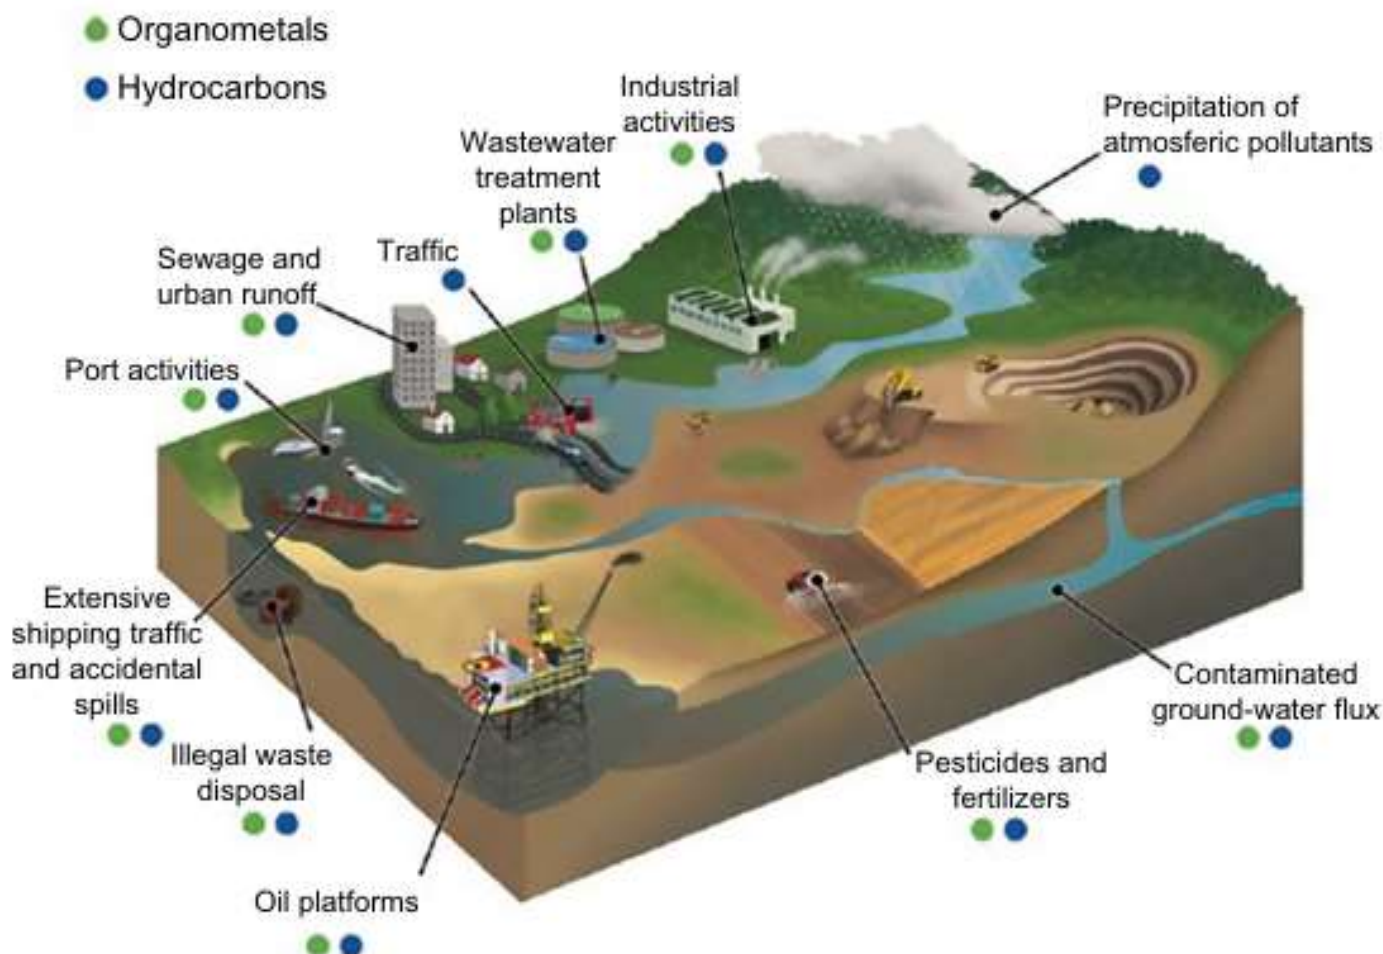 Organometals
Hydrocarbons
Industrial
activities
Precipitation of
atmosferic pollutants
Wastewater
treatment
plants
Traffic
Sewage and
urban runoff
Port activities
Extensive
shipping traffic
and accidental
spills
Illegal waste
disposal
Oil platforms
Pesticides and
fertilizers
Contaminated
ground-water flux